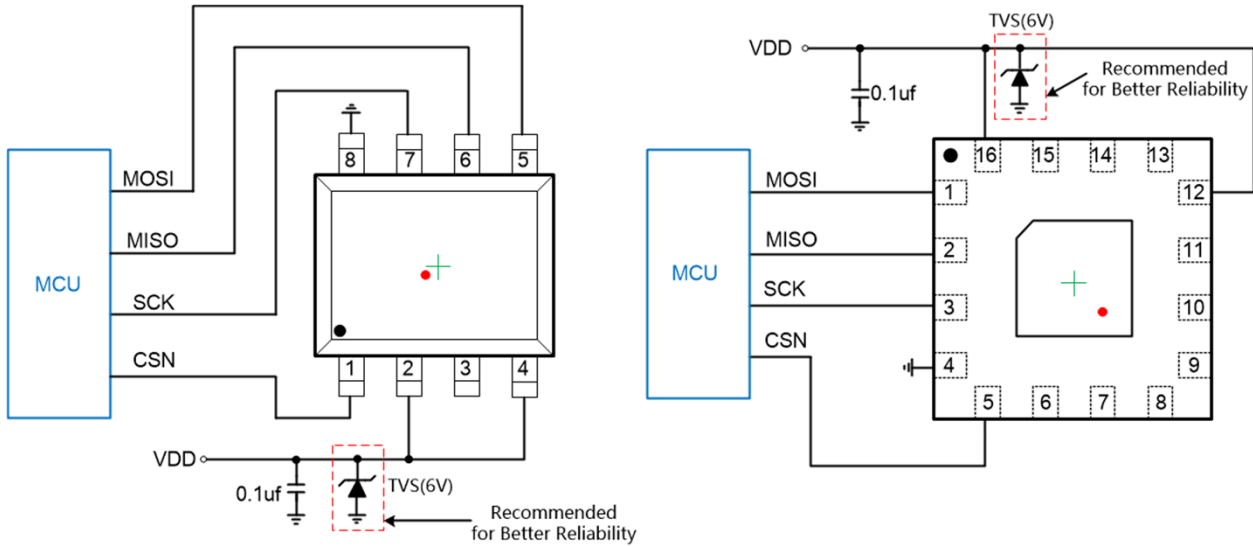 MCU
MOSI
MISO
SCK
CSN
8
7
6
5
1
2
3
4
VDD
0.1uf
TVS(6V)
Recommended
for Better Reliability
TVS(6V)
VDD
0.1uf
Recommended
for Better Reliability
MCU
MOSI
MISO
SCK
CSN
16
15
14
13
1
2
3
4
12
11
10
9
5
6
7
8